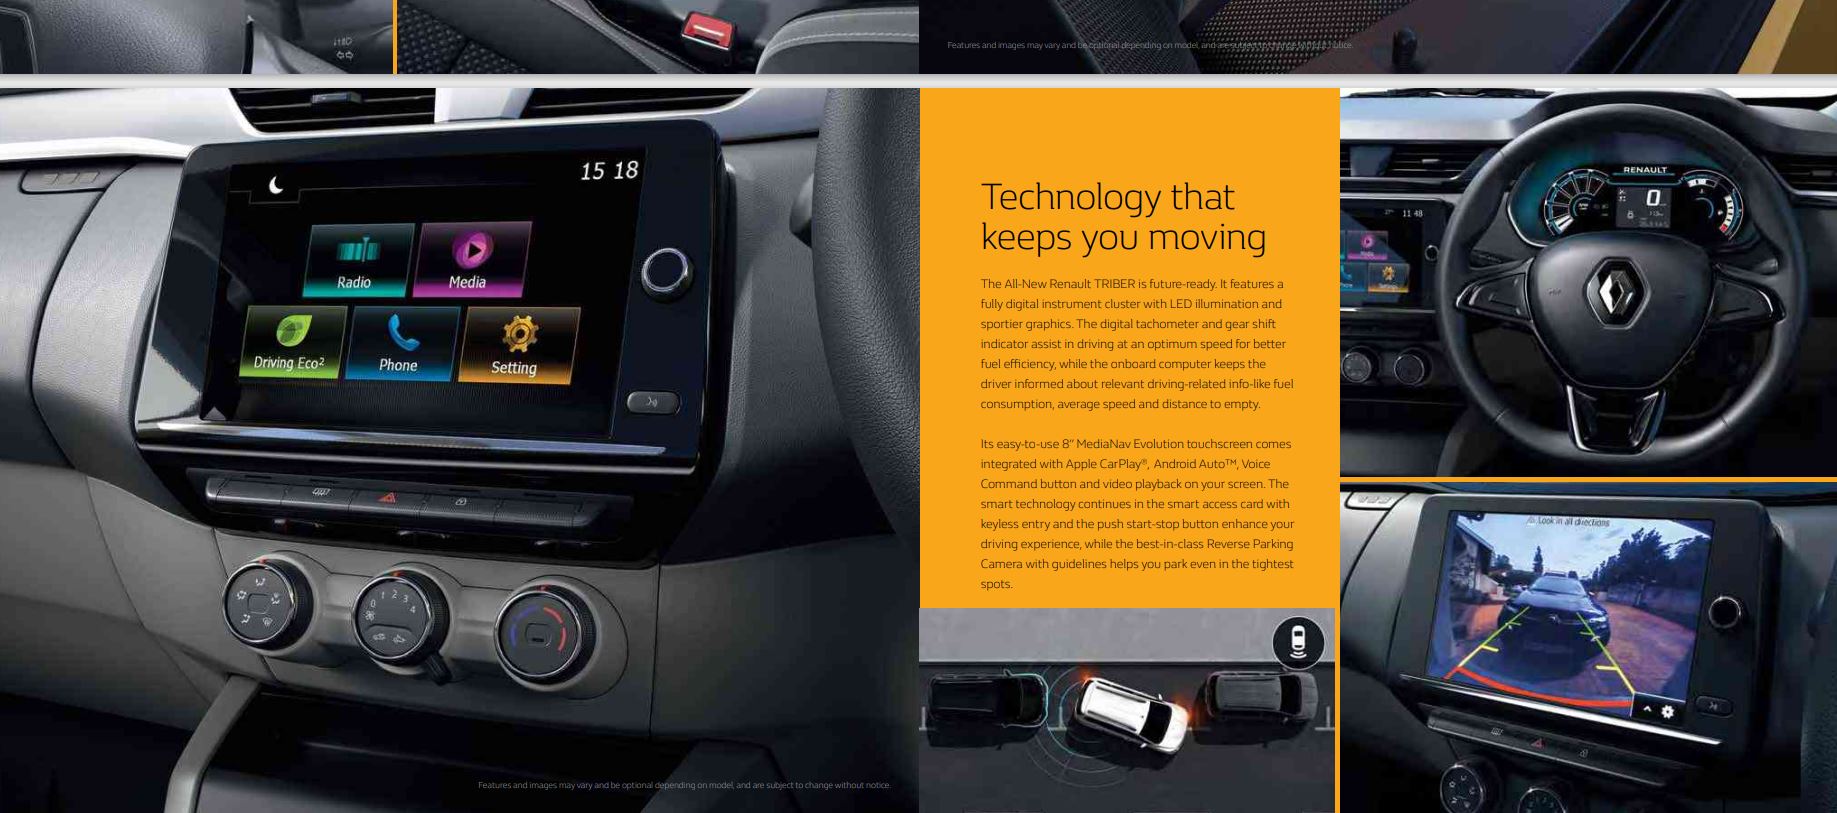 Features and images may vary and be optional depending on model, and are subject to change without notice.
15 18
Radio
Media
Driving Eco²
Phone
Setting
0 1 2 3 4
Features and images may vary and be optional depending on model, and are subject to change without notice.
Technology that
keeps you moving
The All-New Renault TRIBER is future-ready. It features a
fully digital instrument cluster with LED illumination and
sportier graphics. The digital tachometer and gear shift
indicator assist in driving at an optimum speed for better
fuel efficiency, while the onboard computer keeps the
driver informed about relevant driving-related info-like fuel
consumption, average speed and distance to empty.
Its easy-to-use 8” MediaNav Evolution touchscreen comes
integrated with Apple CarPlay®, Android Auto™, Voice
Command button and video playback on your screen. The
smart technology continues in the smart access card with
keyless entry and the push start-stop button enhance your
driving experience, while the best-in-class Reverse Parking
Camera with guidelines helps you park even in the tightest
spots.
RENAULT
0
11 48
Look in all directions